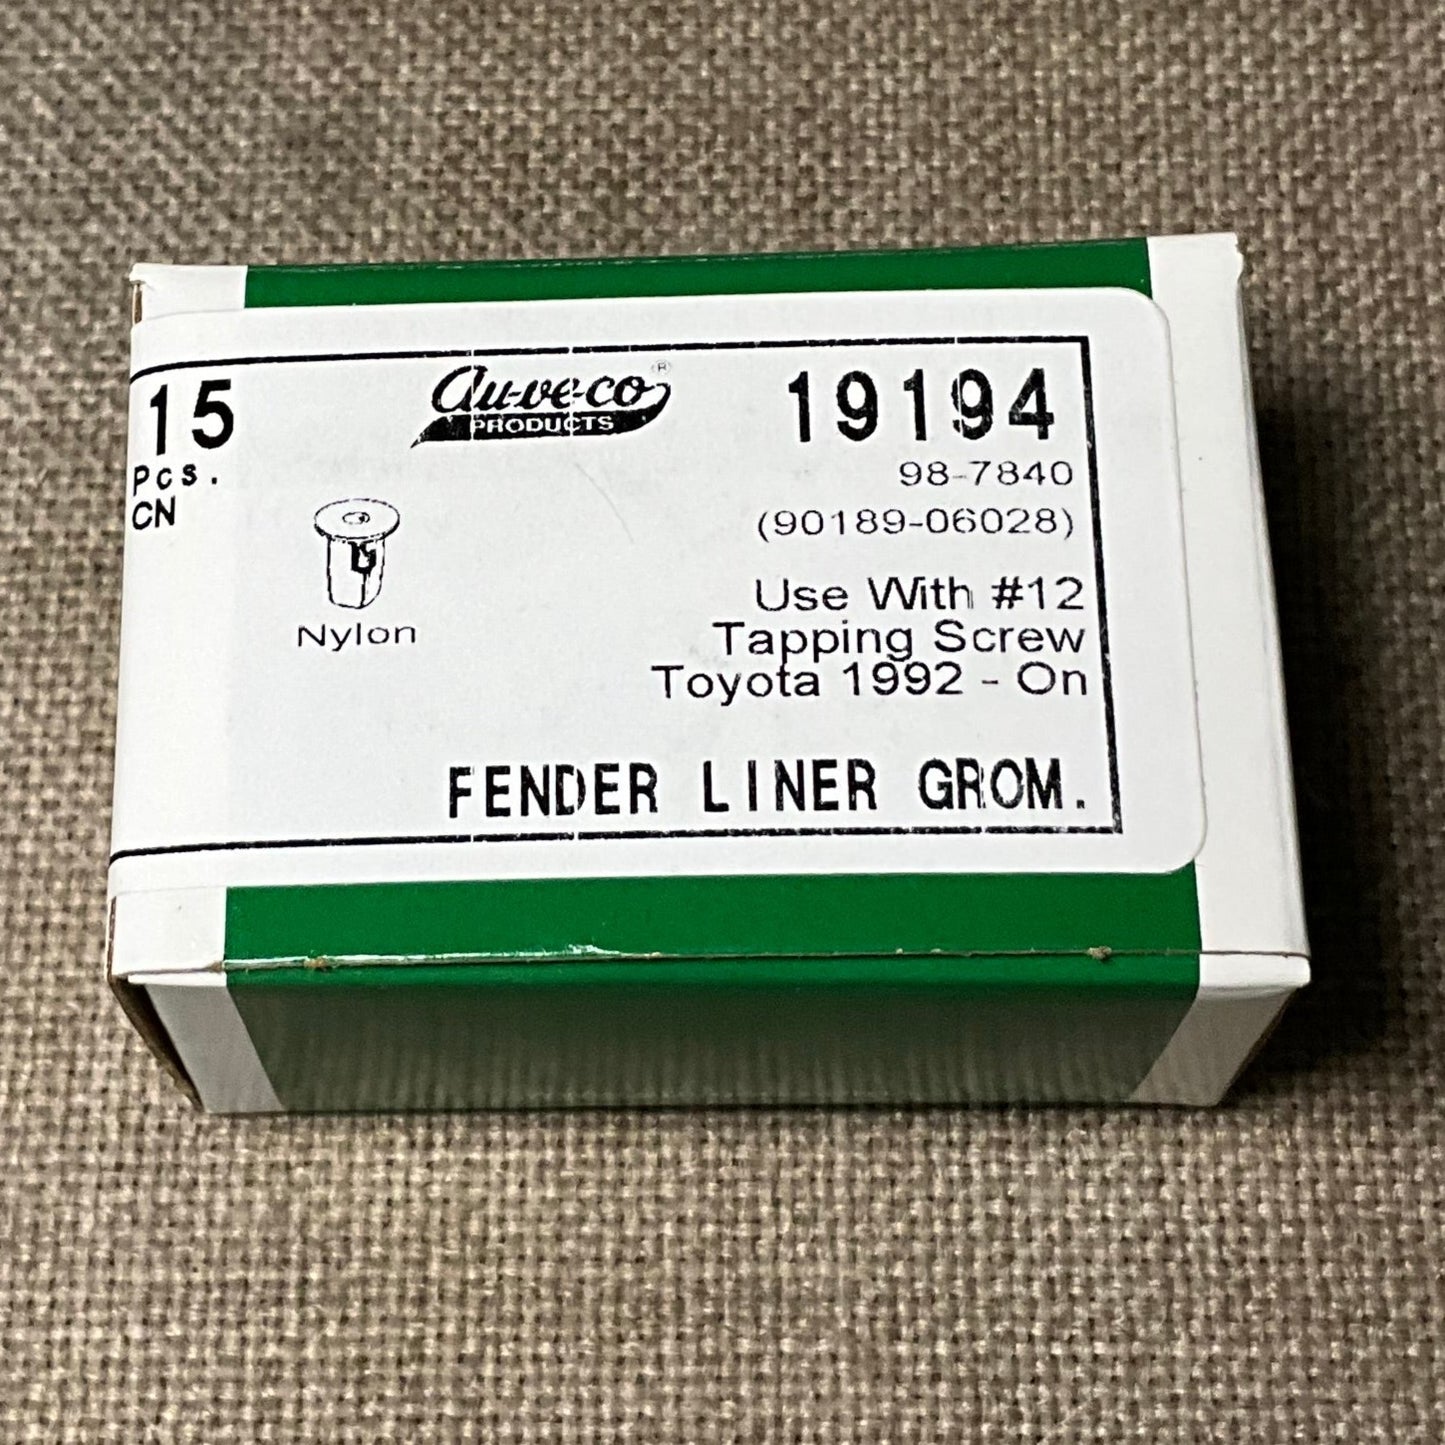 15
Pcs.
CN
Au-ve-co®
PRODUCTS
19194
98-7840
(90189-06028)
Nylon
Use With #12
Tapping Screw
Toyota 1992 - On
FENDER LINER GROM.